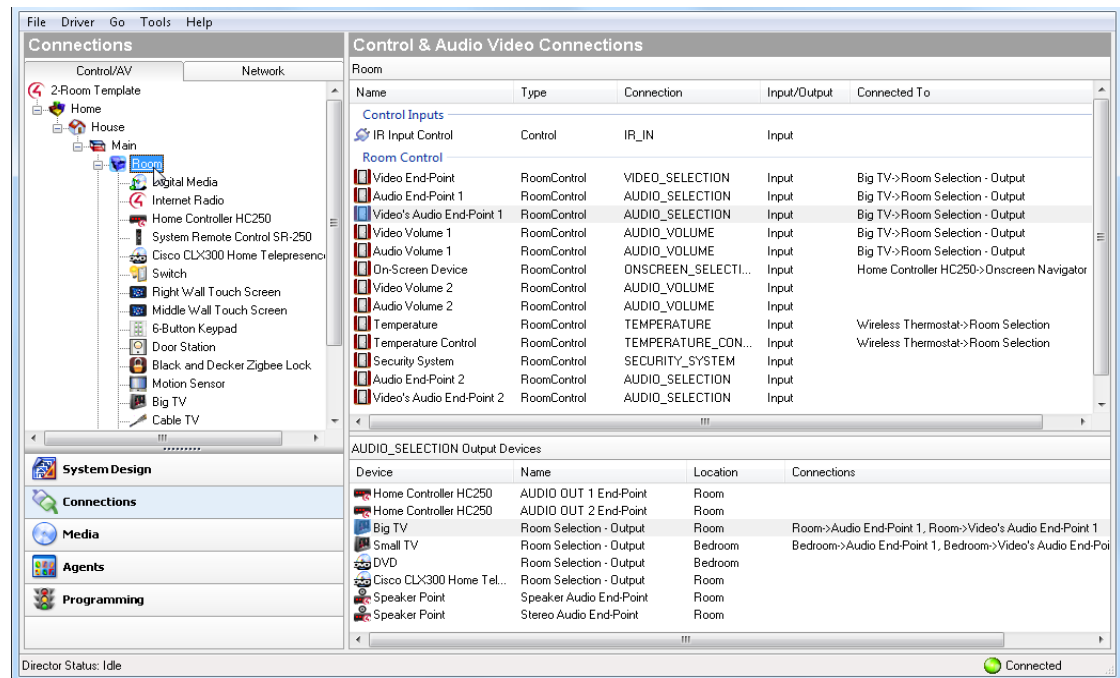 File Driver Go Tools Help
Connections
Control/AV Network
2-Room Template
Home
House
Main
Room
Digital Media
Internet Radio
Home Controller HC250
System Remote Control SR-250
Cisco CLX300 Home Telepresenc
Switch
Right Wall Touch Screen
Middle Wall Touch Screen
6-Button Keypad
Door Station
Black and Decker Zigbee Lock
Motion Sensor
Big TV
Cable TV
System Design
Connections
Media
Agents
Programming
Control & Audio Video Connections
Room
Name Type Connection Input/Output Connected To
Control Inputs
IR Input Control Control IR_IN Input
Room Control
Video End-Point RoomControl VIDEO_SELECTION Input Big TV->Room Selection - Output
Audio End-Point 1 RoomControl AUDIO_SELECTION Input Big TV->Room Selection - Output
Video's Audio End-Point 1 RoomControl AUDIO_SELECTION Input Big TV->Room Selection - Output
Video Volume 1 RoomControl AUDIO_VOLUME Input Big TV->Room Selection - Output
Audio Volume 1 RoomControl AUDIO_VOLUME Input Big TV->Room Selection - Output
On-Screen Device RoomControl ONSCREEN_SELECTI... Input Home Controller HC250->Onscreen Navigator
Video Volume 2 RoomControl AUDIO_VOLUME Input
Audio Volume 2 RoomControl AUDIO_VOLUME Input
Temperature RoomControl TEMPERATURE Input Wireless Thermostat->Room Selection
Temperature Control RoomControl TEMPERATURE_CON... Input Wireless Thermostat->Room Selection
Security System RoomControl SECURITY_SYSTEM Input
Audio End-Point 2 RoomControl AUDIO_SELECTION Input
Video's Audio End-Point 2 RoomControl AUDIO_SELECTION Input
AUDIO_SELECTION Output Devices
Device Name Location Connections
Home Controller HC250 AUDIO OUT 1 End-Point Room
Home Controller HC250 AUDIO OUT 2 End-Point Room
Big TV Room Selection - Output Room Room->Audio End-Point 1, Room->Video's Audio End-Point 1
Small TV Room Selection - Output Bedroom Bedroom->Audio End-Point 1, Bedroom->Video's Audio End-Poi
DVD Room Selection - Output Bedroom
Cisco CLX300 Home Tel... Room Selection - Output Room
Speaker Point Speaker Audio End-Point Room
Speaker Point Stereo Audio End-Point Room
Director Status: Idle Connected